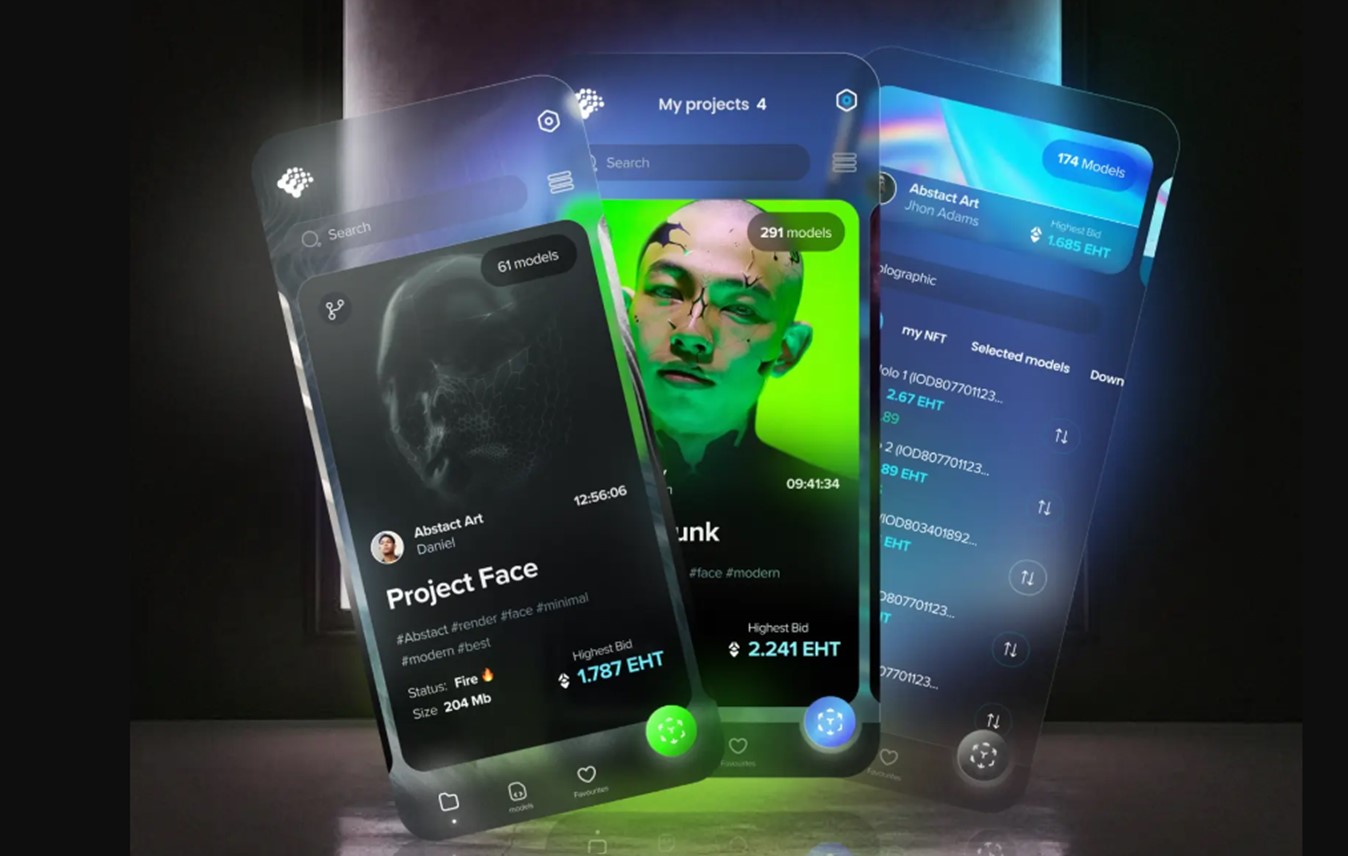 Search
61 models
12:56:06
Abstact Art
Daniel
Project Face
#Abstact #render #face #minimal
#modern #best
Highest Bid
1.787 EHT
Status: Fire
Size 204 Mb
models
Favourites
My projects 4
Search
291 models
09:41:34
unk
#face #modern
Highest Bid
2.241 EHT
Favourites
174 Models
Abstact Art
Jhon Adams
Highest Bid
1.685 EHT
olographic
my NFT
Selected models
Down
olo 1 (IOD807701123...
2.67 EHT
.89
2 (IOD807701123...
89 EHT
IOD803401892...
EHT
0807701123...
07701123...
Favourites